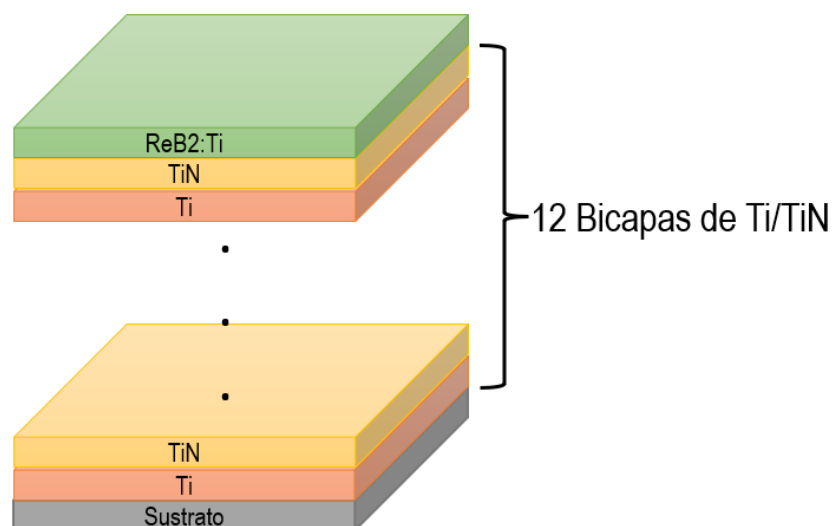 ReB2:Ti
TiN
Ti
12 Bicapas de Ti/TiN
TiN
Ti
Sustrato